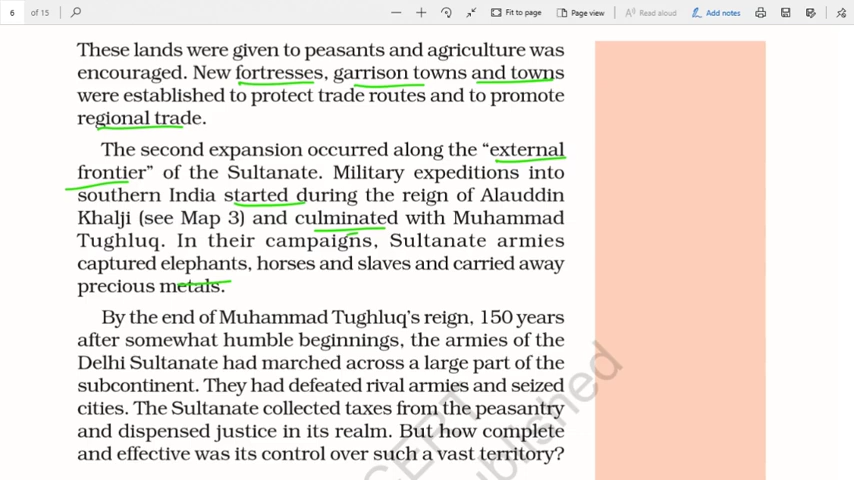 6 of 15
Fit to page
Page view
Read aloud
Add notes
These lands were given to peasants and agriculture was
encouraged. New fortresses, garrison towns and towns
were established to protect trade routes and to promote
regional trade.
The second expansion occurred along the “external
frontier” of the Sultanate. Military expeditions into
southern India started during the reign of Alauddin
Khalji (see Map 3) and culminated with Muhammad
Tughluq. In their campaigns, Sultanate armies
captured elephants, horses and slaves and carried away
precious metals.
By the end of Muhammad Tughluq’s reign, 150 years
after somewhat humble beginnings, the armies of the
Delhi Sultanate had marched across a large part of the
subcontinent. They had defeated rival armies and seized
cities. The Sultanate collected taxes from the peasantry
and dispensed justice in its realm. But how complete
and effective was its control over such a vast territory?
NCERT
published